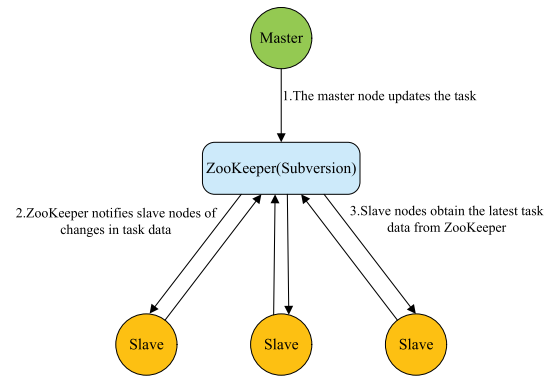 Master
1.The master node updates the task
ZooKeeper(Subversion)
2.ZooKeeper notifies slave nodes of
changes in task data
3.Slave nodes obtain the latest task
data from ZooKeeper
Slave
Slave
Slave